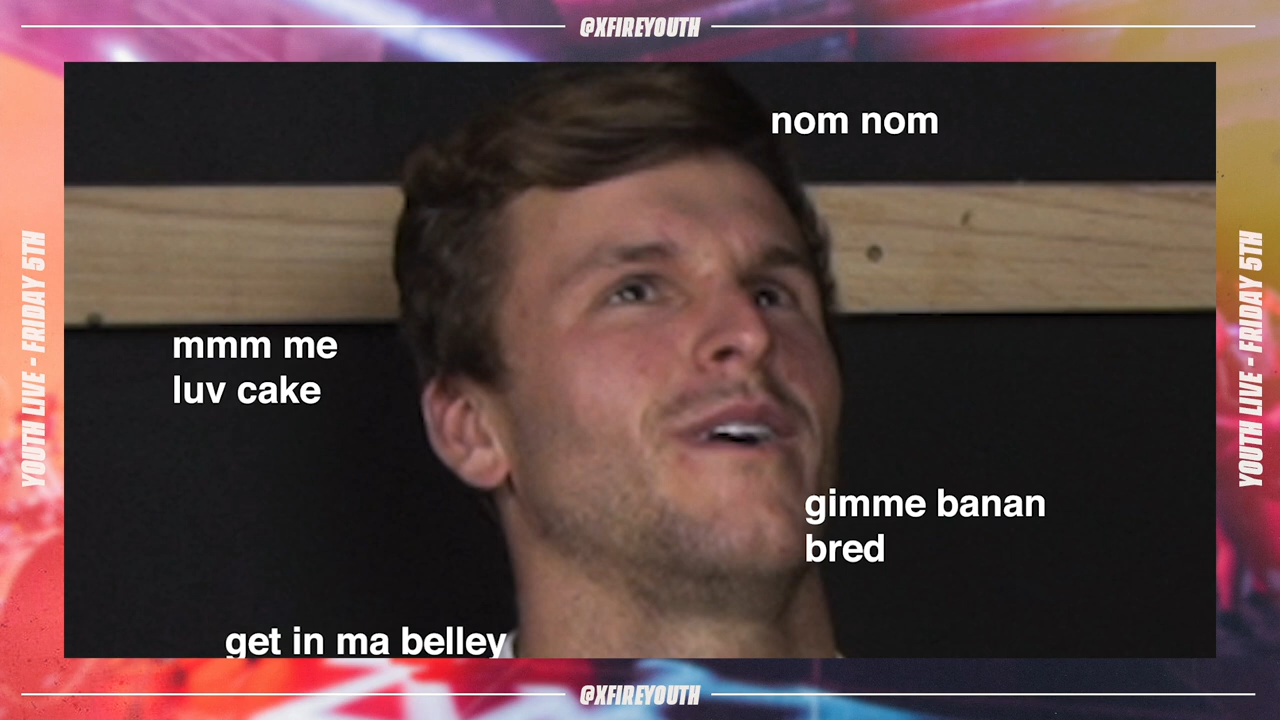 @XFIREYOUTH
nom nom
YOUTH LIVE - FRIDAY 5TH
YOUTH LIVE - FRIDAY 5TH
mmm me
luv cake
gimme banan
bred
get in ma belley
@XFIREYOUTH